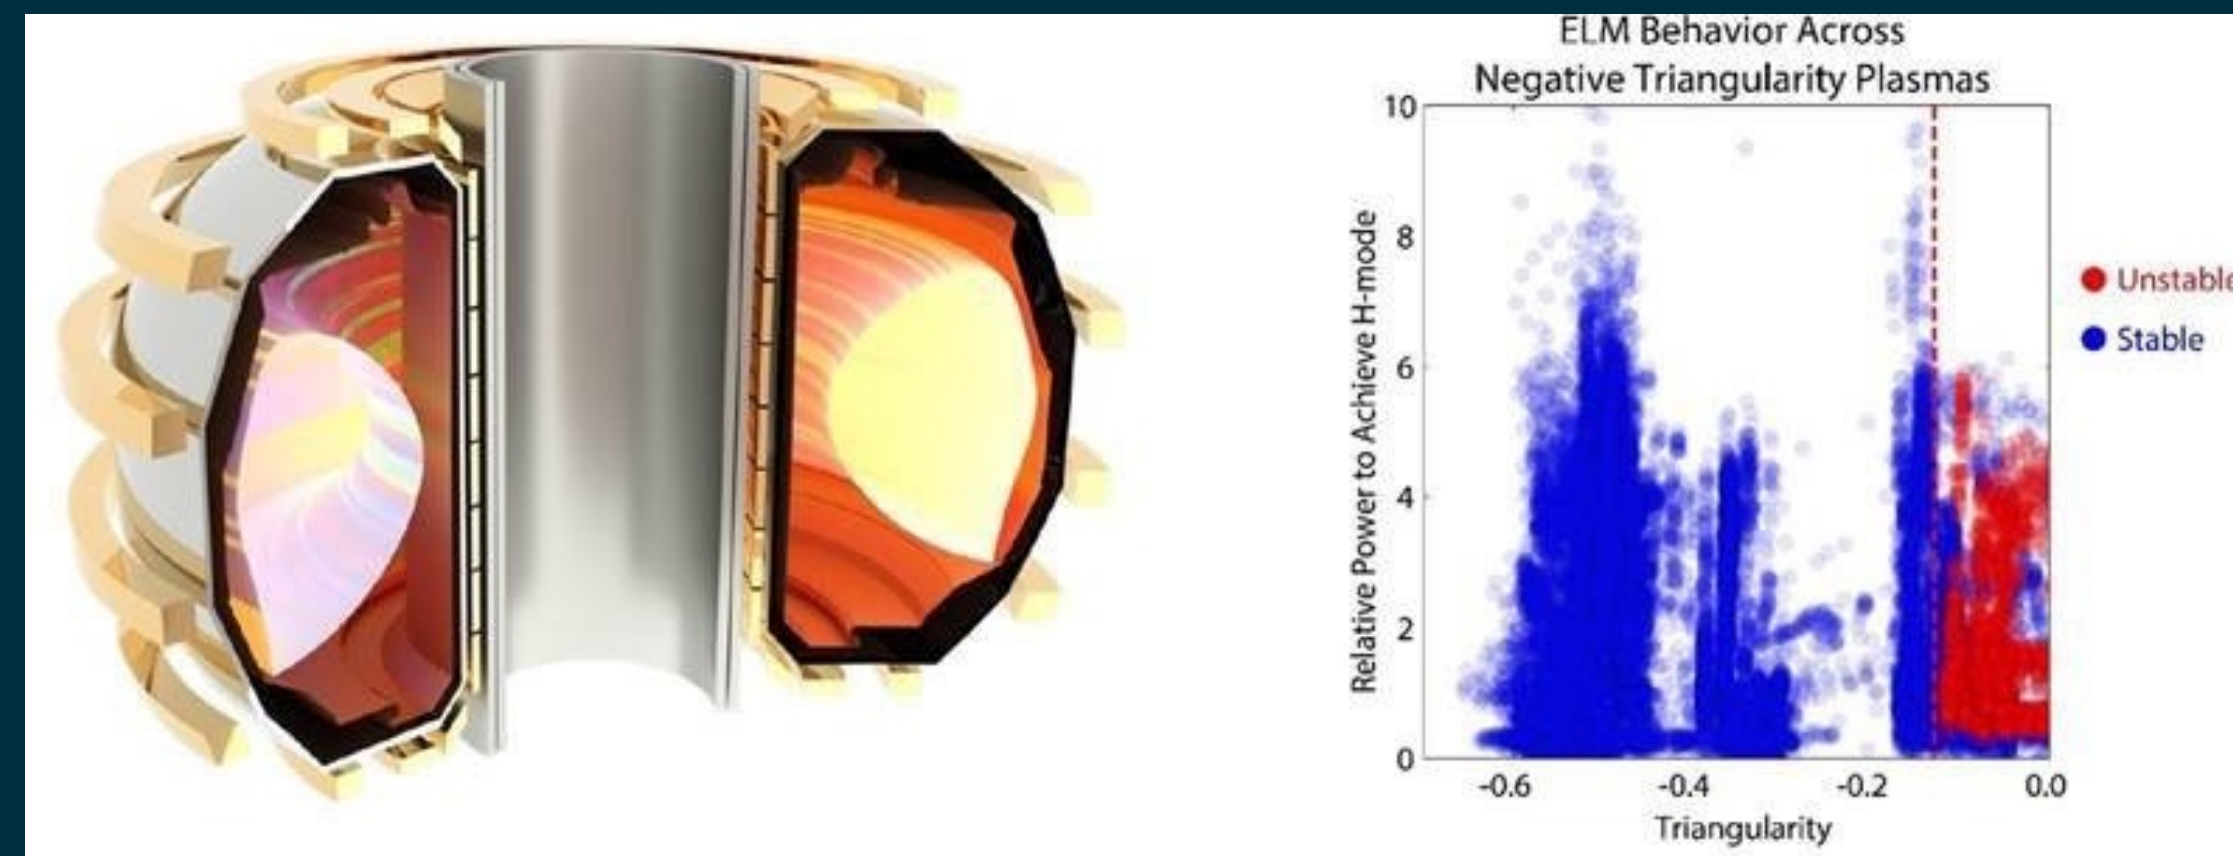 ELM Behavior Across
Negative Triangularity Plasmas
Relative Power to Achieve H-mode
10
8
6
4
2
0
-0.6 -0.4 -0.2 0.0
Triangularity
Unstable
Stable